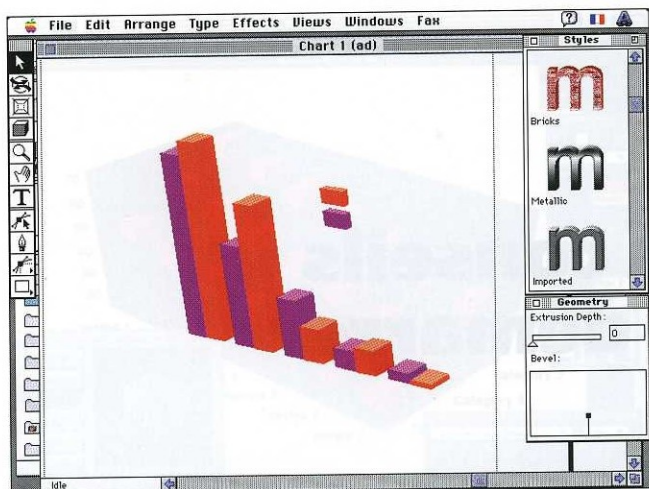 File Edit Arrange Type Effects Views Windows Fax
Chart 1 (ad)
Styles
m
Bricks
m
Metallic
m
Imported
Geometry
Extrusion Depth:
0
Bevel:
T
Idle